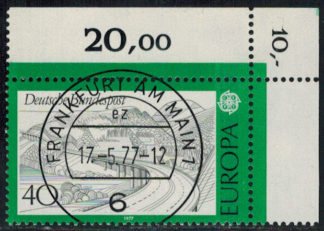 20,00
10,-
Deutsche Bundespost
FRANKFURT AM MAIN 1
ez
17.-5.77-12
6
40
EUROPA
1977